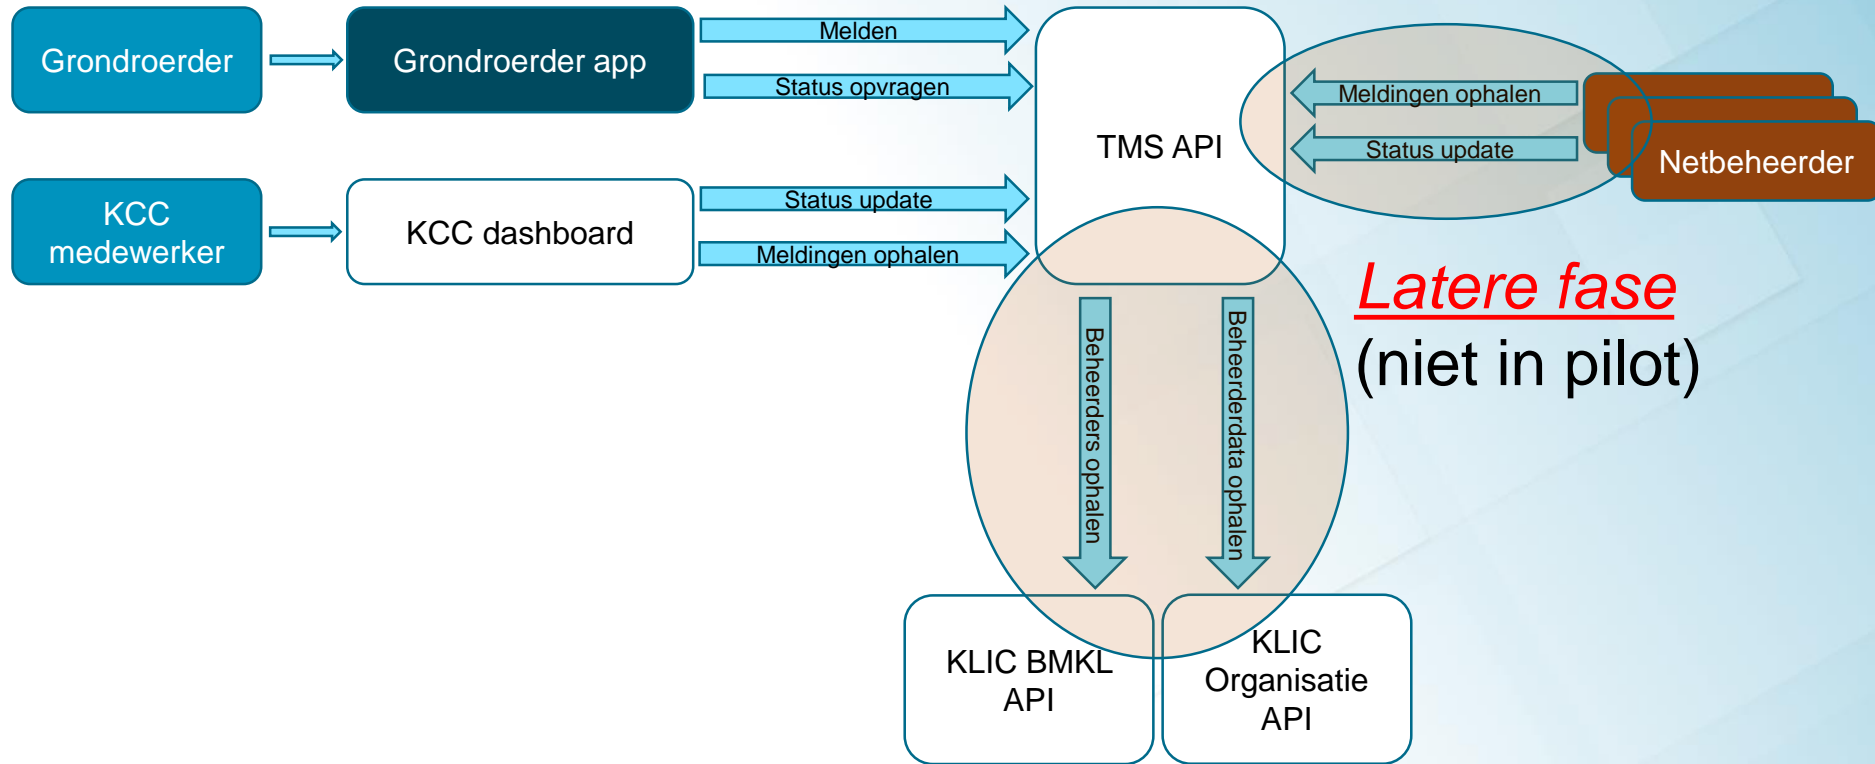 Grondroerder
Grondroerder app
Melden
Status opvragen
TMS API
Meldingen ophalen
Status update
Netbeheerder
KCC
medewerker
KCC dashboard
Status update
Meldingen ophalen
Latere fase
(niet in pilot)
Beheerders ophalen
Beheerderdata ophalen
KLIC BMKL
API
KLIC
Organisatie
API